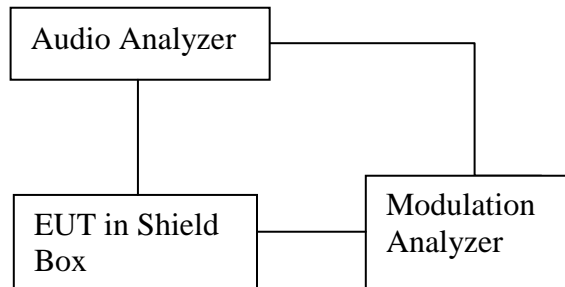 Audio Analyzer
EUT in Shield
Box
Modulation
Analyzer